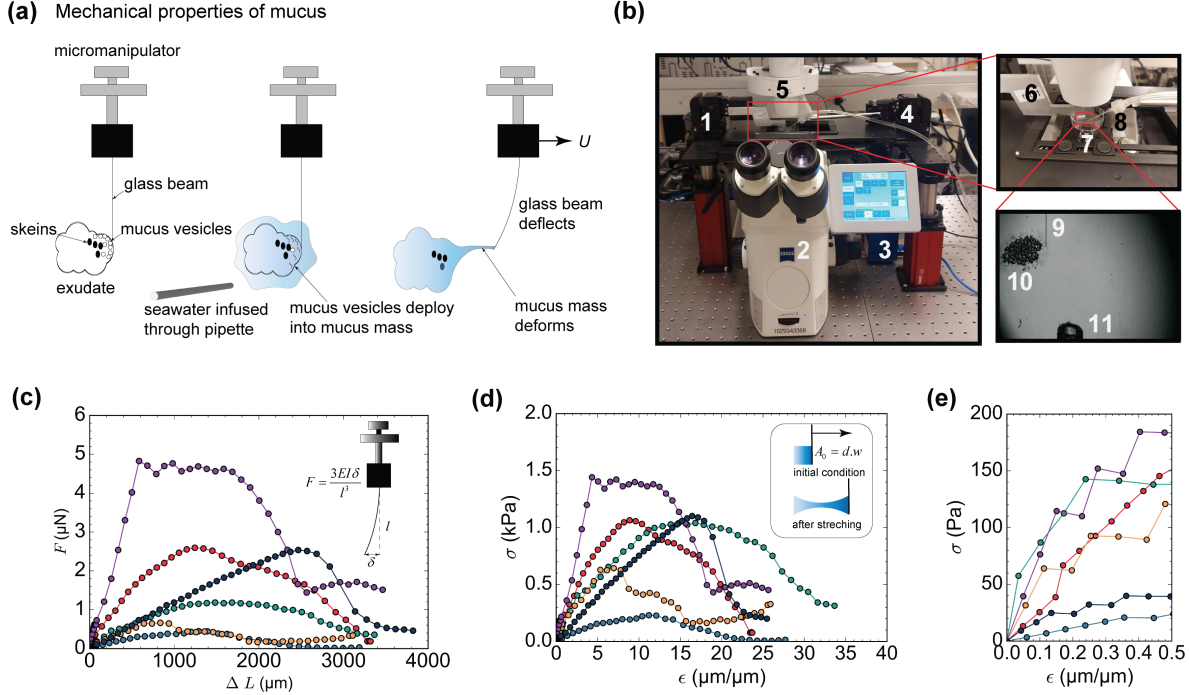 (a) Mechanical properties of mucus
micromanipulator
glass beam
skeins
mucus vesicles
exudate
seawater infused
through pipette
mucus vesicles deploy
into mucus mass
U
glass beam
deflects
mucus mass
deforms
(b)
1
2
3
4
5
1029343368
6
7
8
9
10
11
(c)
F (μN)
6
5
4
3
2
1
0
0 1000 2000 3000 4000
Δ L (μm)
F = 3EIδ / l³
l
δ
(d)
σ (kPa)
2.0
1.5
1.0
0.5
0.0
0 5 10 15 20 25 30 35 40
ϵ (μm/μm)
A₀ = d.w
initial condition
after streching
(e)
σ (Pa)
200
150
100
50
0
0.0 0.1 0.2 0.3 0.4 0.5
ϵ (μm/μm)